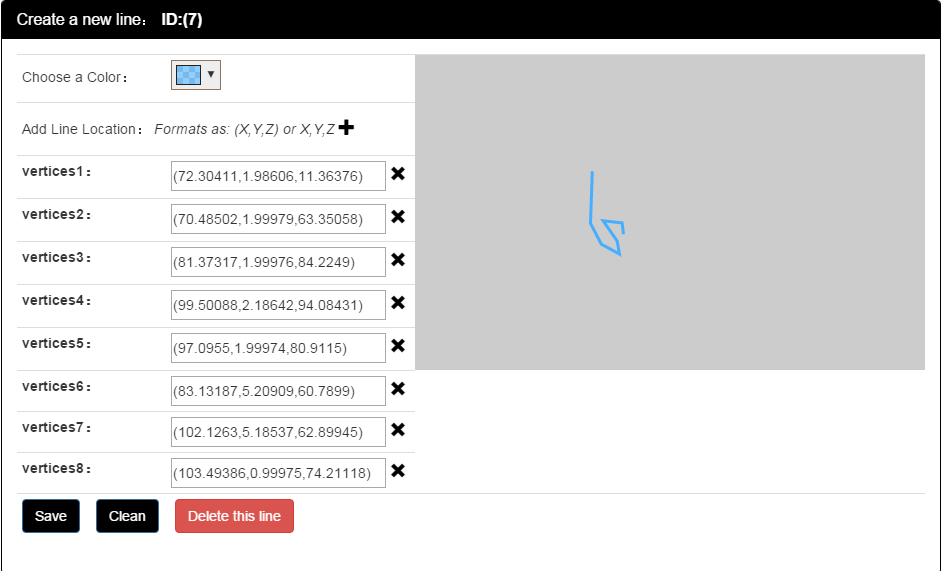 Create a new line： ID:(7)
Choose a Color：
Add Line Location： Formats as: (X,Y,Z) or X,Y,Z
vertices1： (72.30411,1.98606,11.36376)
vertices2： (70.48502,1.99979,63.35058)
vertices3： (81.37317,1.99976,84.2249)
vertices4： (99.50088,2.18642,94.08431)
vertices5： (97.0955,1.99974,80.9115)
vertices6： (83.13187,5.20909,60.7899)
vertices7： (102.1263,5.18537,62.89945)
vertices8： (103.49386,0.99975,74.21118)
Save Clean Delete this line